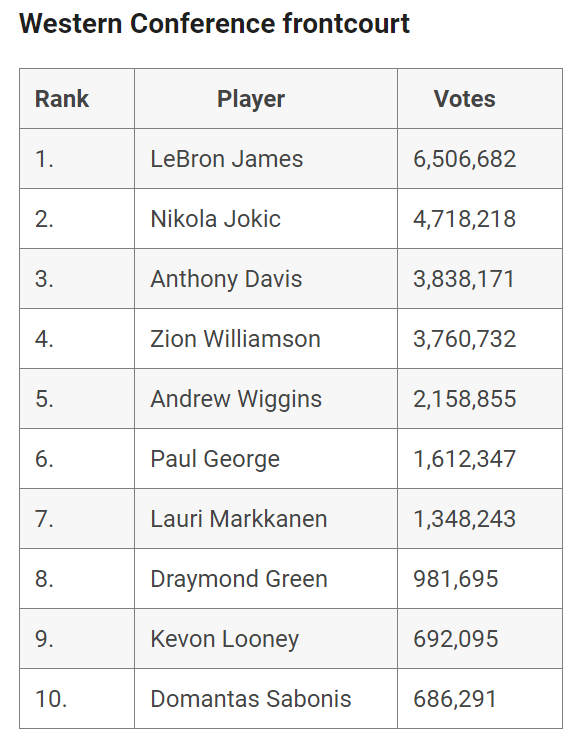 Western Conference frontcourt
Rank Player Votes
1. LeBron James 6,506,682
2. Nikola Jokic 4,718,218
3. Anthony Davis 3,838,171
4. Zion Williamson 3,760,732
5. Andrew Wiggins 2,158,855
6. Paul George 1,612,347
7. Lauri Markkanen 1,348,243
8. Draymond Green 981,695
9. Kevon Looney 692,095
10. Domantas Sabonis 686,291